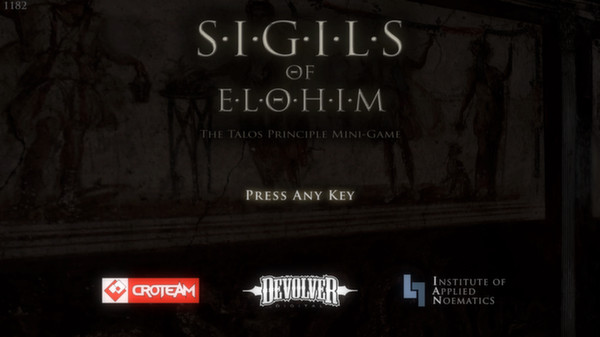 1182
S·I·G·I·L·S
OF
E·L·O·H·I·M
The Talos Principle Mini-Game
Press Any Key
CROTEAM
DEVOLVER
DIGITAL
Institute of
Applied
Noematics